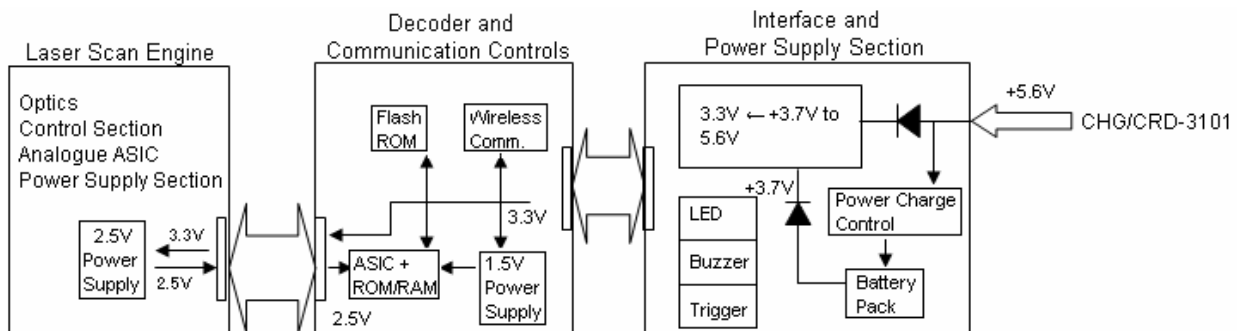 Laser Scan Engine
Optics
Control Section
Analogue ASIC
Power Supply Section
2.5V
Power
Supply
3.3V
2.5V
Decoder and
Communication Controls
Flash
ROM
Wireless
Comm.
3.3V
ASIC +
ROM/RAM
1.5V
Power
Supply
2.5V
Interface and
Power Supply Section
3.3V ← +3.7V to
5.6V
+5.6V
CHG/CRD-3101
+3.7V
Power Charge
Control
LED
Buzzer
Trigger
Battery
Pack